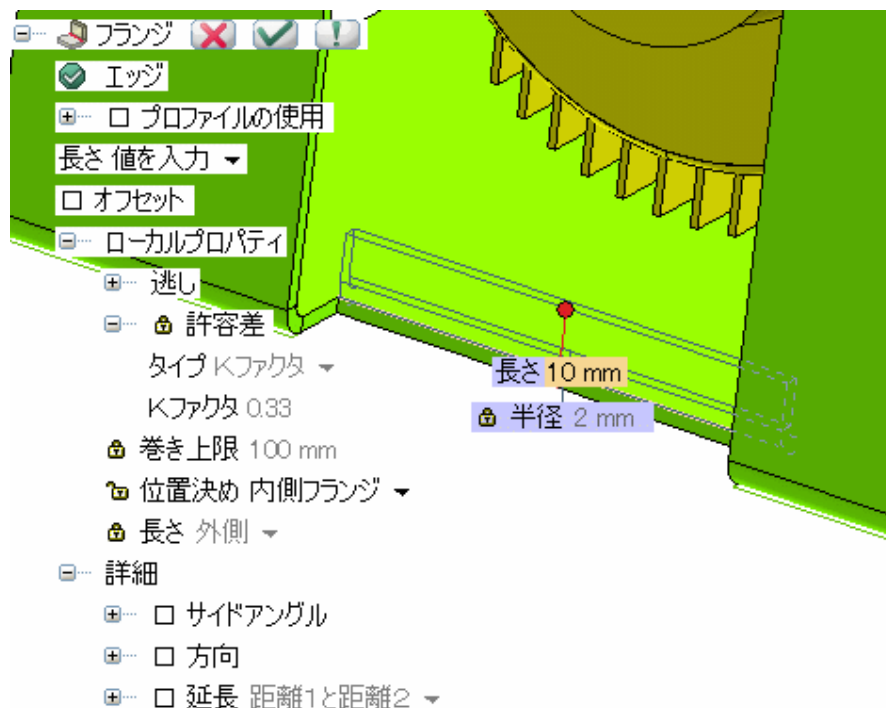 フランジ
エッジ
プロファイルの使用
長さ 値を入力
オフセット
ローカルプロパティ
逃し
許容差
タイプ Kファクタ
Kファクタ 0.33
巻き上限 100 mm
位置決め 内側フランジ
長さ 外側
詳細
サイドアングル
方向
延長 距離1と距離2
長さ 10 mm
半径 2 mm